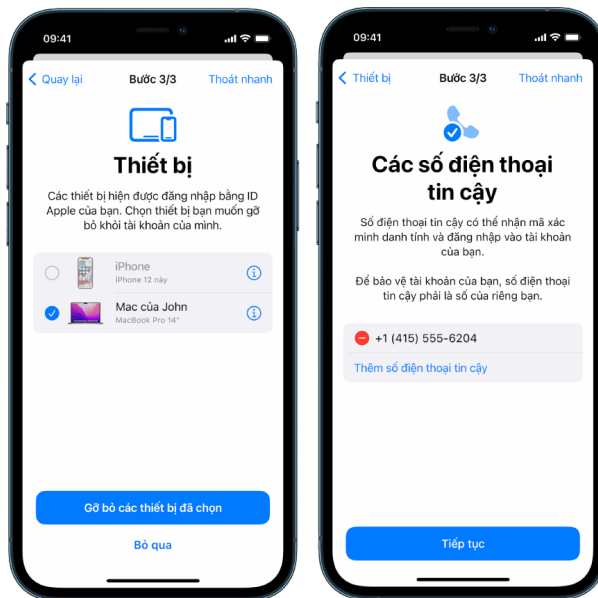 09:41
Quay lại
Bước 3/3
Thoát nhanh
Thiết bị
Các thiết bị hiện được đăng nhập bằng ID
Apple của bạn. Chọn thiết bị bạn muốn gỡ
bỏ khỏi tài khoản của mình.
iPhone
iPhone 12 này
Mac của John
MacBook Pro 14"
Gỡ bỏ các thiết bị đã chọn
Bỏ qua
09:41
Thiết bị
Bước 3/3
Thoát nhanh
Các số điện thoại
tin cậy
Số điện thoại tin cậy có thể nhận mã xác
minh danh tính và đăng nhập vào tài khoản
của bạn.
Để bảo vệ tài khoản của bạn, số điện thoại
tin cậy phải là số của riêng bạn.
+1 (415) 555-6204
Thêm số điện thoại tin cậy
Tiếp tục